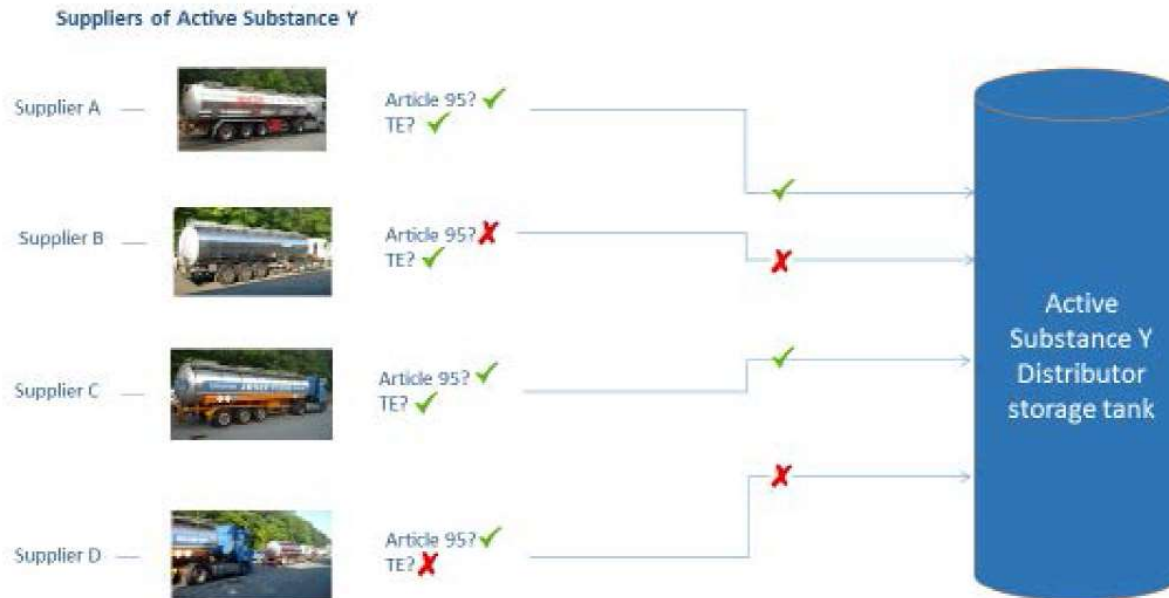 Suppliers of Active Substance Y
Supplier A
Article 95? ✓
TE? ✓
✓
Supplier B
Article 95? ✗
TE? ✓
✗
Supplier C
Article 95? ✓
TE? ✓
✓
Supplier D
Article 95? ✓
TE? ✗
✗
Active
Substance Y
Distributor
storage tank